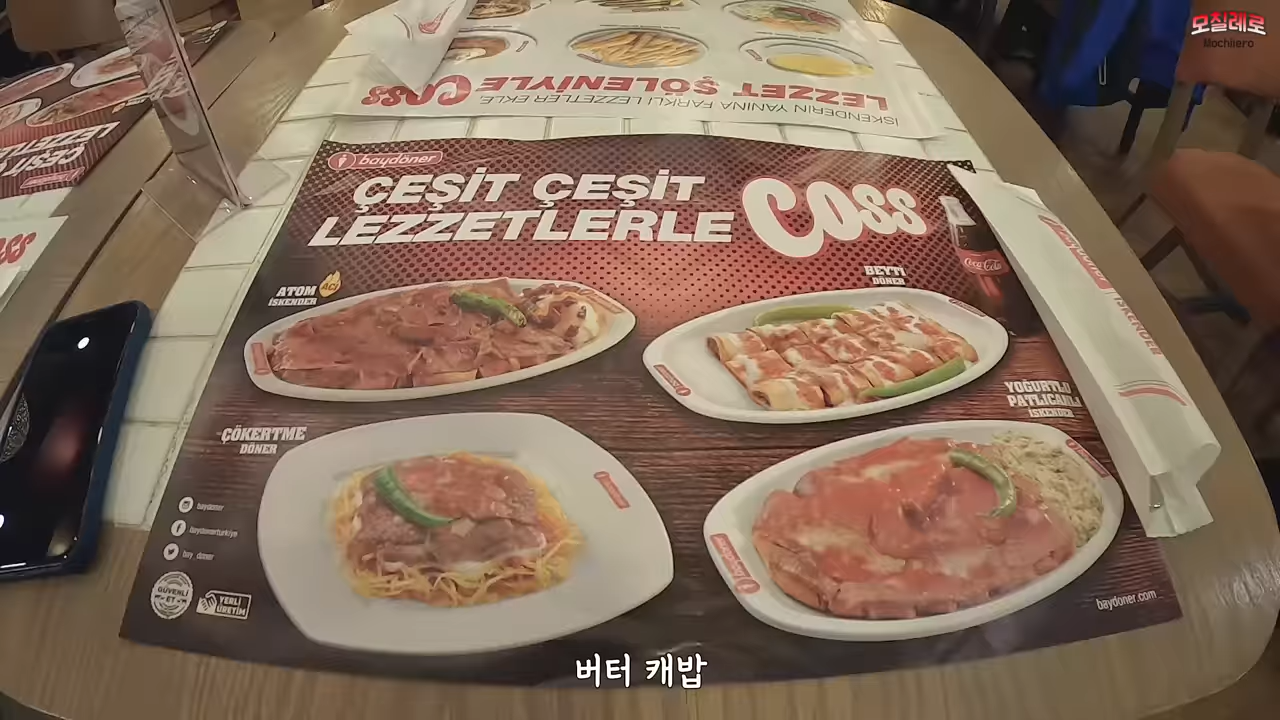 모칠레로
Mochilero
İSKENDERİN YANINA FARKLI LEZZETLER EKLE
LEZZET ŞÖLENİYLE COSS
baydöner
ÇEŞİT ÇEŞİT
LEZZETLERLE
COSS
Coca-Cola
ATOM
İSKENDER
ACI
BEYTİ
DÖNER
ÇÖKERTME
DÖNER
YOĞURTLU
PATLICANLI
İSKENDER
baydoner
baydonerturkiye
bay_doner
GÜVENLİ
ET
YERLİ
ÜRETİM
baydoner.com
İSKENDER
버터 캐밥